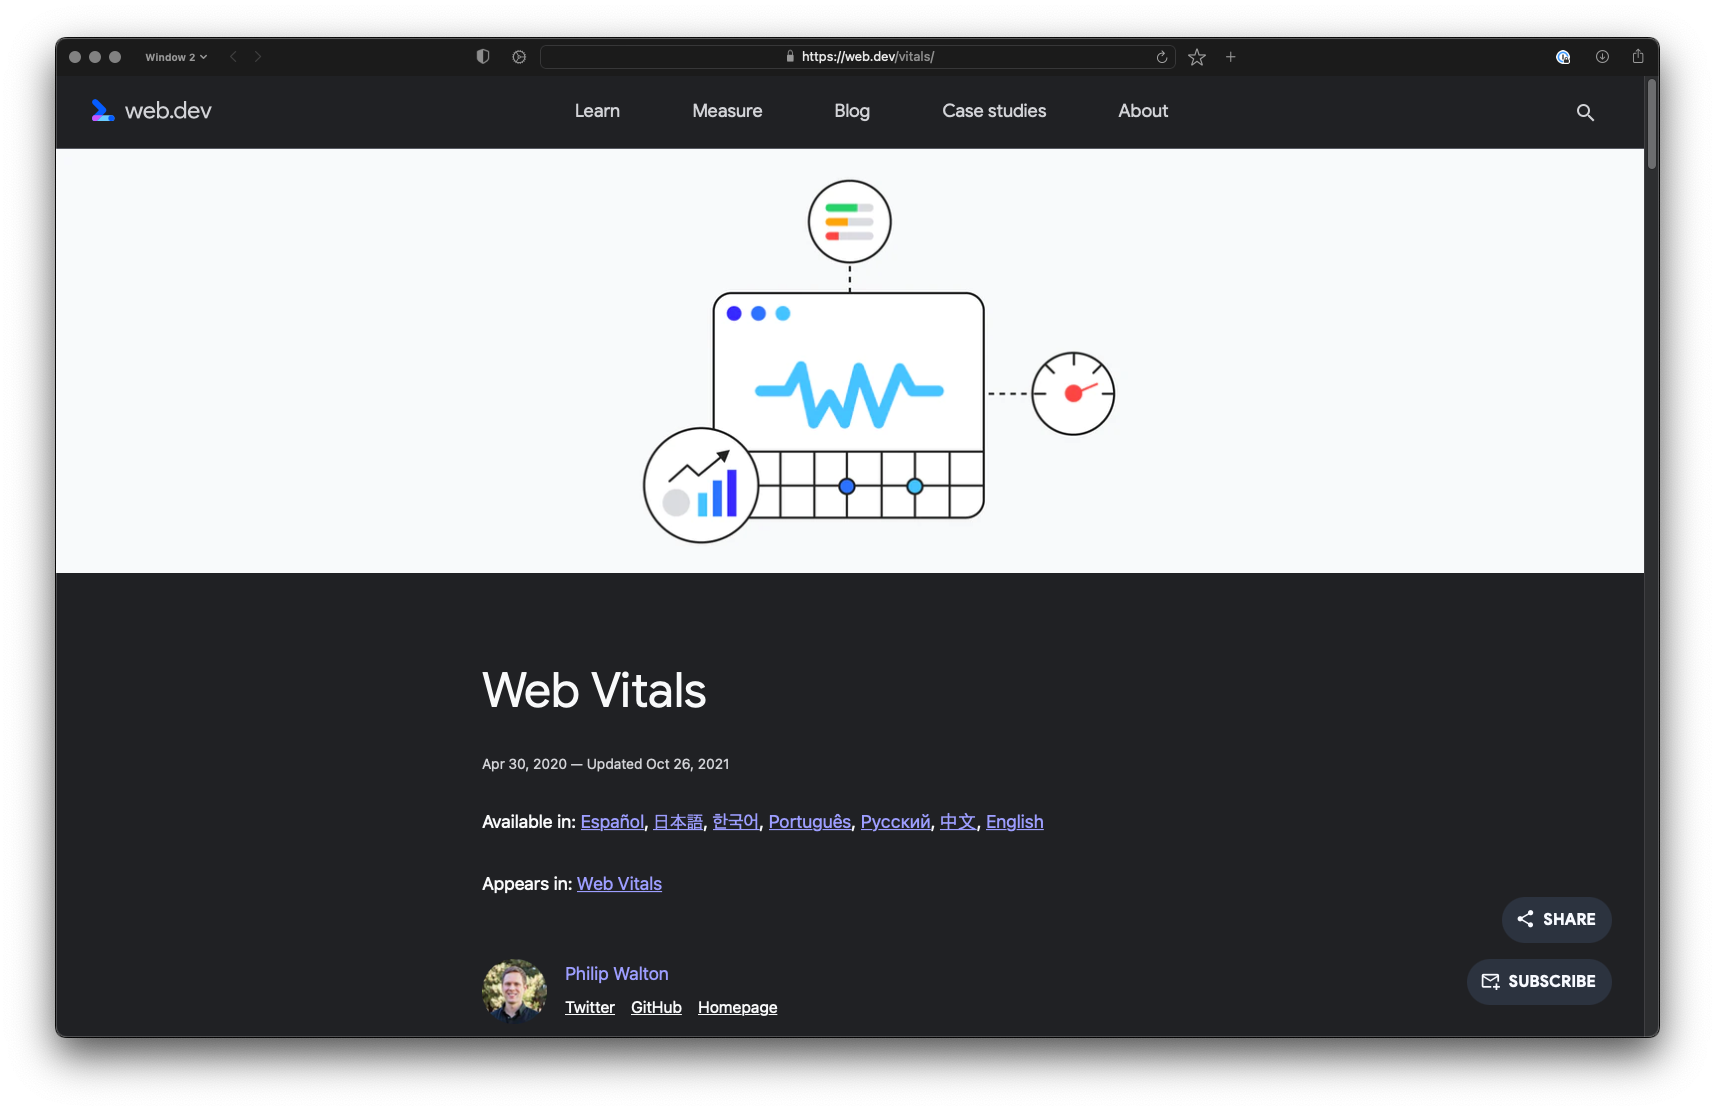 Window 2
https://web.dev/vitals/
web.dev
Learn
Measure
Blog
Case studies
About
Web Vitals
Apr 30, 2020 — Updated Oct 26, 2021
Available in: Español, 日本語, 한국어, Português, Русский, 中文, English
Appears in: Web Vitals
SHARE
Philip Walton
SUBSCRIBE
Twitter GitHub Homepage